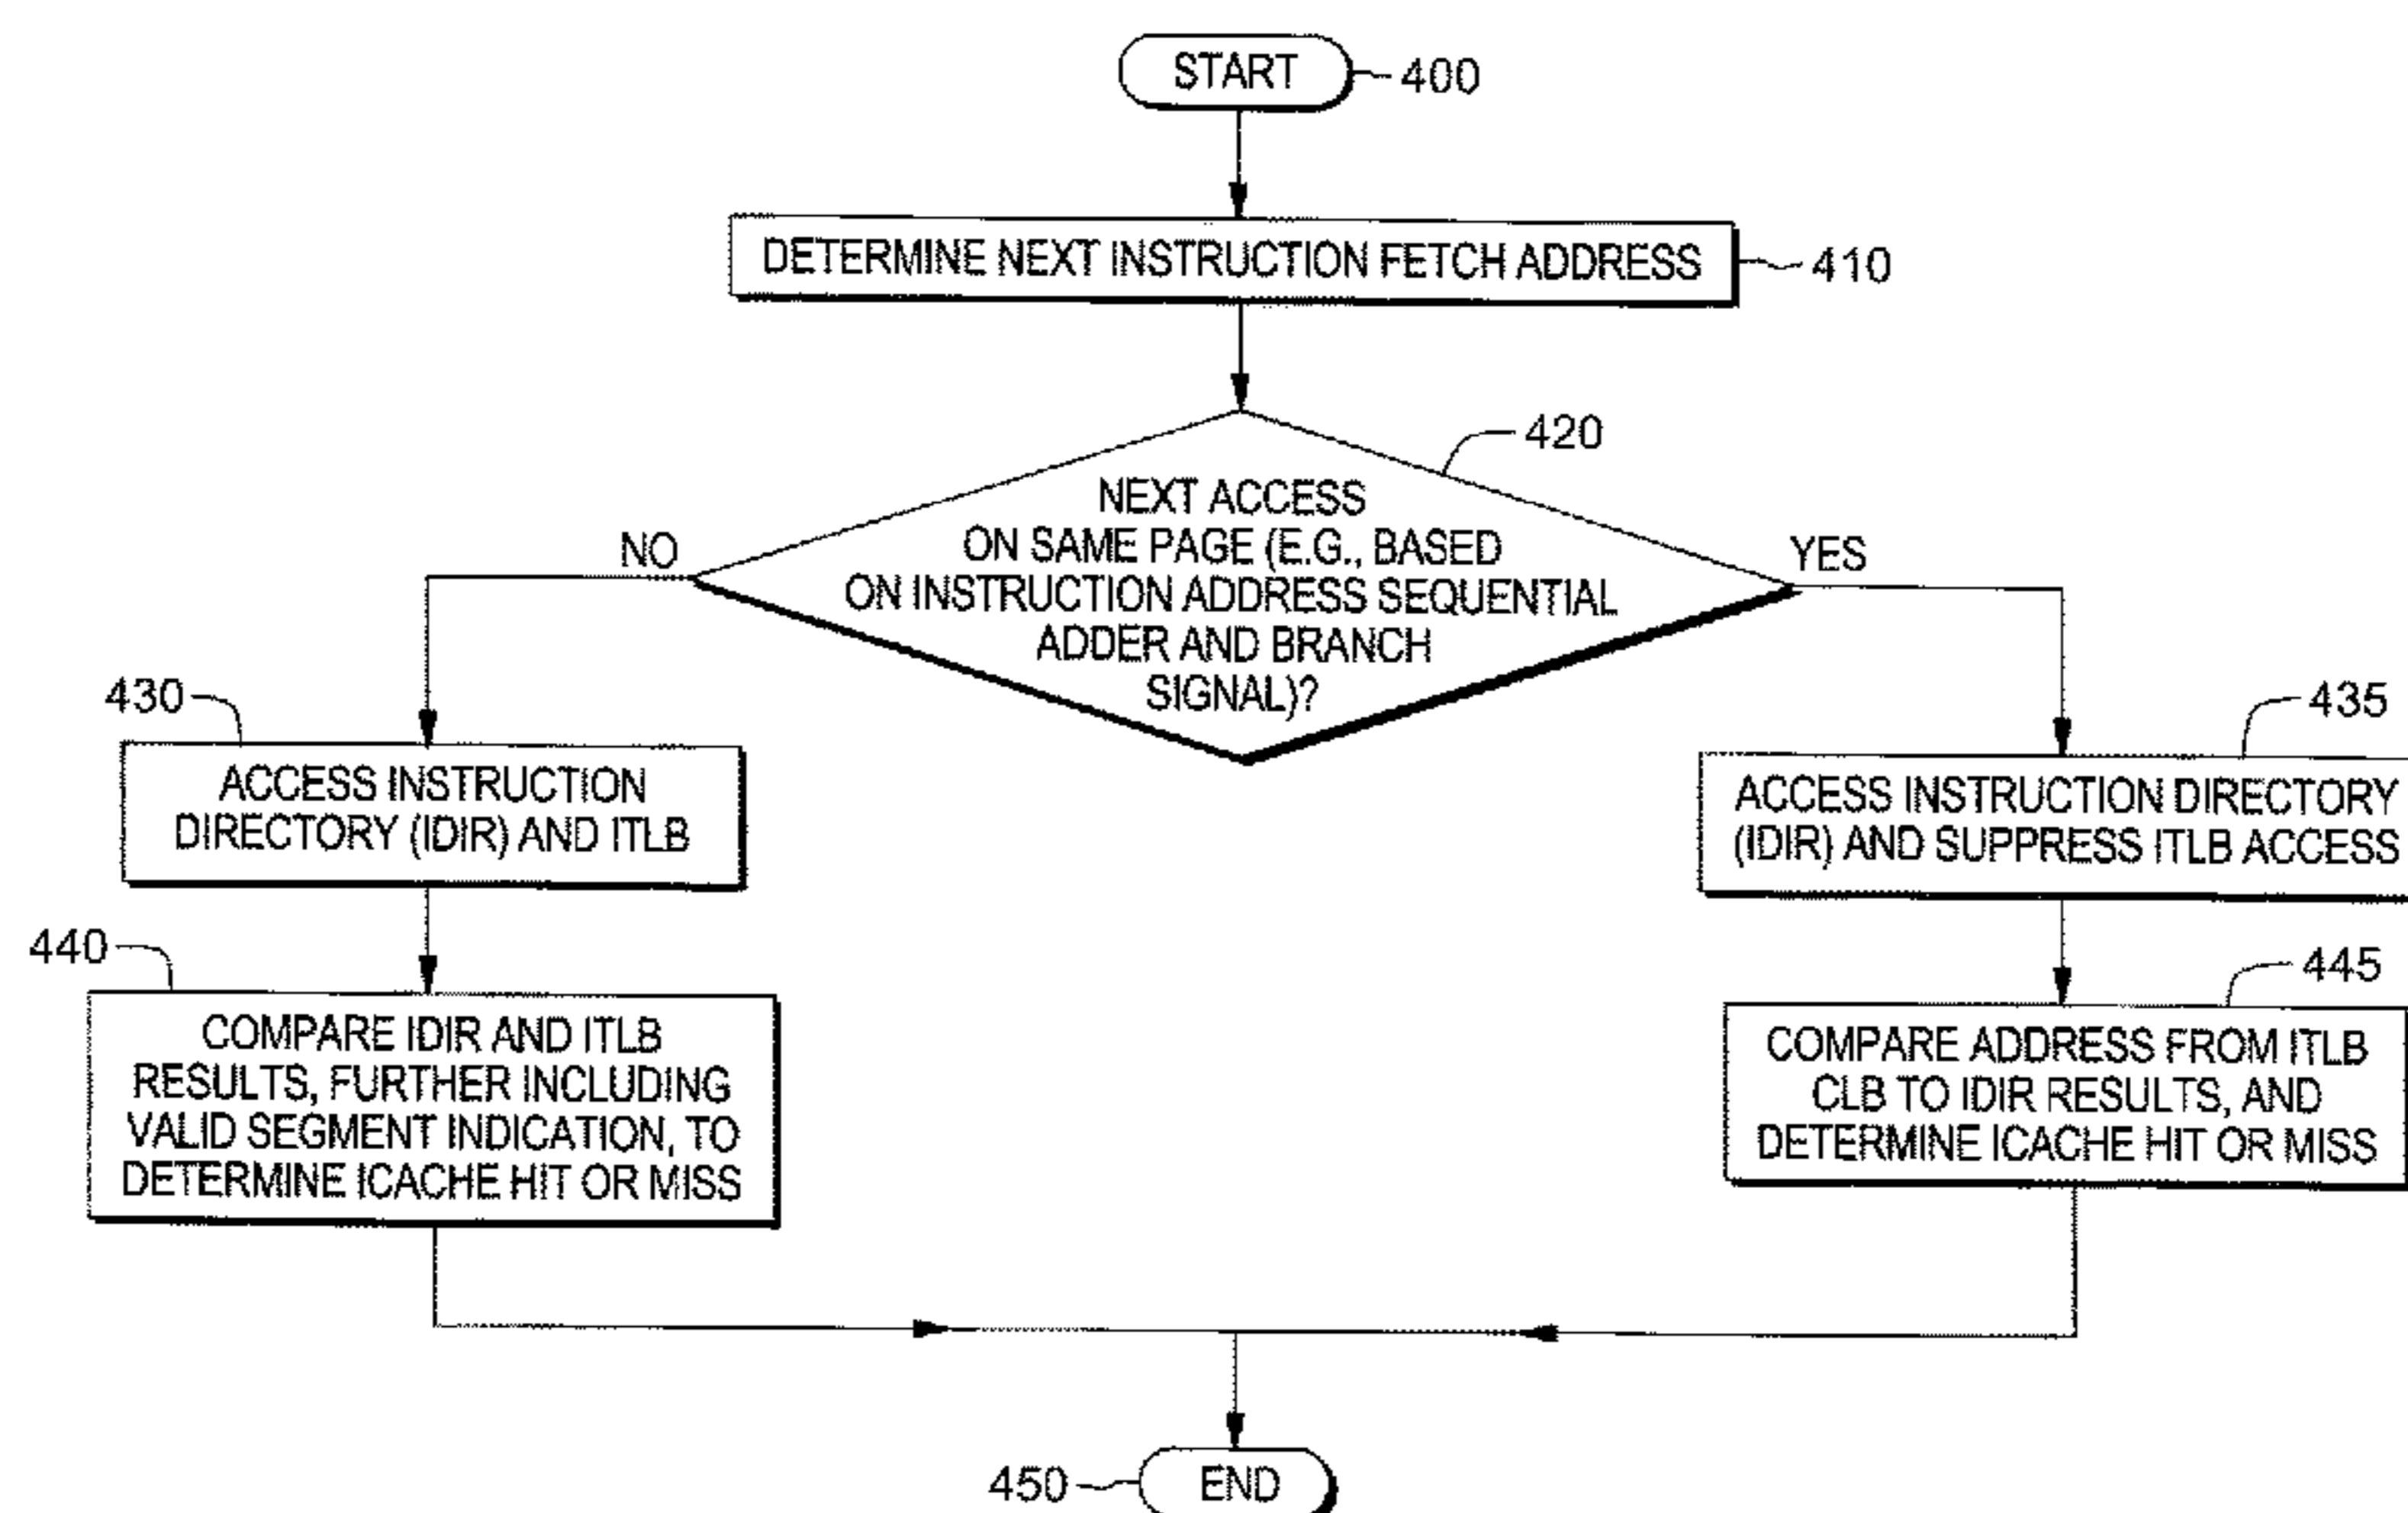 START
400
DETERMINE NEXT INSTRUCTION FETCH ADDRESS
410
420
NEXT ACCESS
ON SAME PAGE (E.G., BASED
ON INSTRUCTION ADDRESS SEQUENTIAL
ADDER AND BRANCH
SIGNAL)?
NO
YES
430
ACCESS INSTRUCTION
DIRECTORY (IDIR) AND ITLB
435
ACCESS INSTRUCTION DIRECTORY
(IDIR) AND SUPPRESS ITLB ACCESS
440
COMPARE IDIR AND ITLB
RESULTS, FURTHER INCLUDING
VALID SEGMENT INDICATION, TO
DETERMINE ICACHE HIT OR MISS
445
COMPARE ADDRESS FROM ITLB
CLB TO IDIR RESULTS, AND
DETERMINE ICACHE HIT OR MISS
450
END